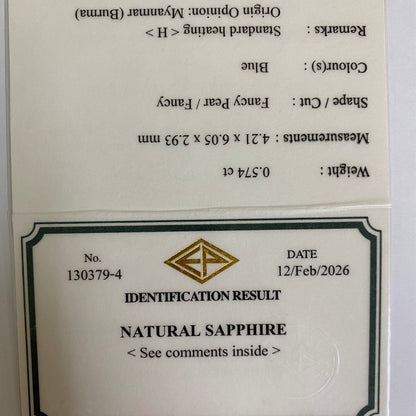 No.
130379-4
EP
DATE
12/Feb/2026
IDENTIFICATION RESULT
NATURAL SAPPHIRE
< See comments inside >
Weight : 0.574 ct
Measurements : 4.21 x 6.05 x 2.93 mm
Shape / Cut : Fancy / Pear / Fancy
Colour(s) : Blue
Remarks : Standard heating < H >
Origin Opinion: Myanmar (Burma)